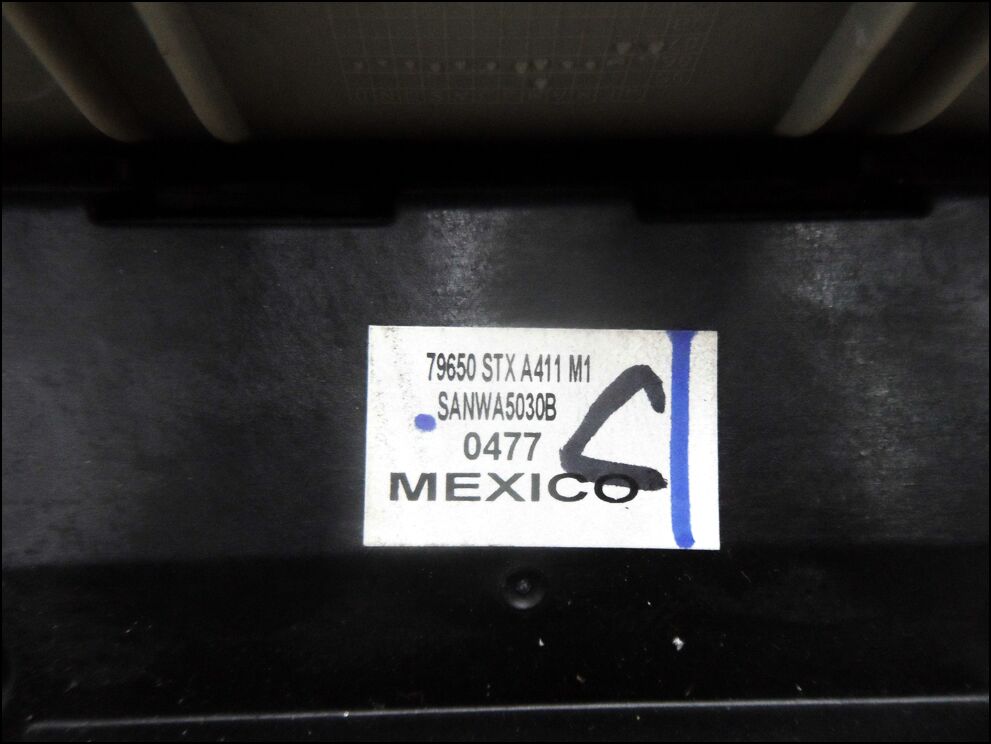 79650 STX A411 M1
SANWA5030B
0477
MEXICO